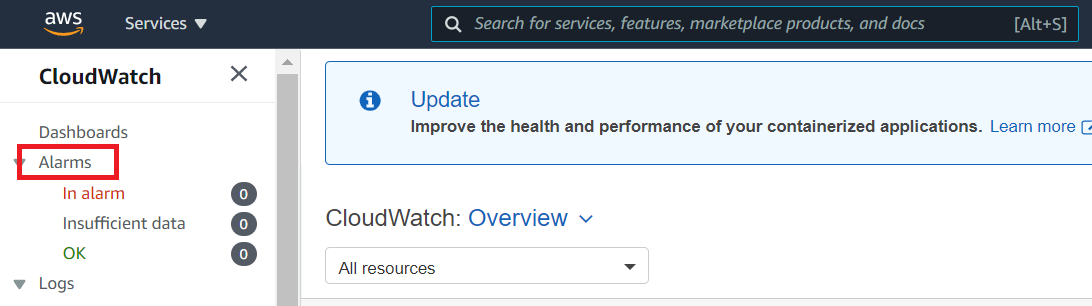 aws
Services
Search for services, features, marketplace products, and docs
[Alt+S]
CloudWatch
Dashboards
Alarms
In alarm 0
Insufficient data 0
OK 0
Logs
Update
Improve the health and performance of your containerized applications. Learn more
CloudWatch: Overview
All resources